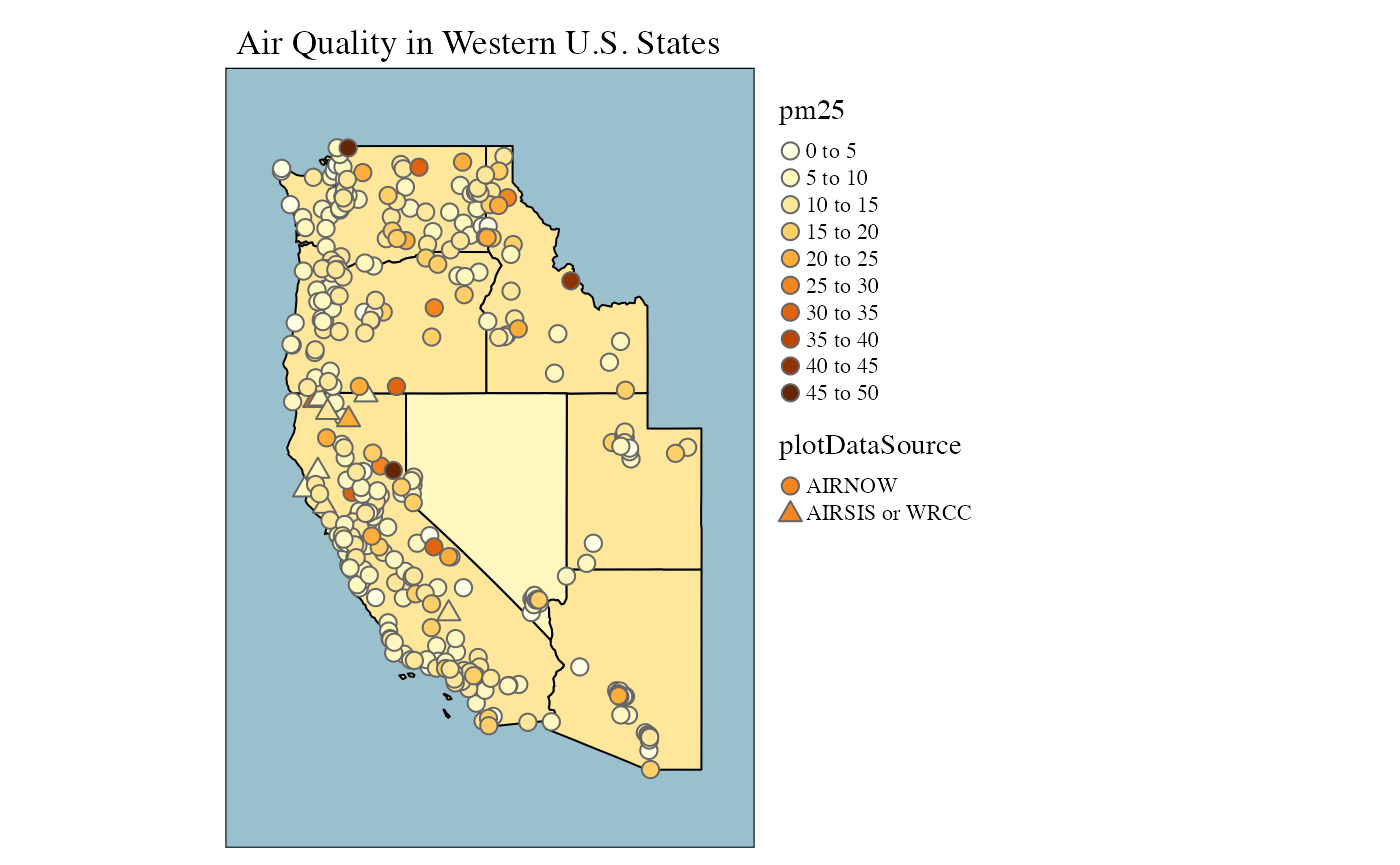 Air Quality in Western U.S. States
pm25
0 to 5
5 to 10
10 to 15
15 to 20
20 to 25
25 to 30
30 to 35
35 to 40
40 to 45
45 to 50
plotDataSource
AIRNOW
AIRSIS or WRCC